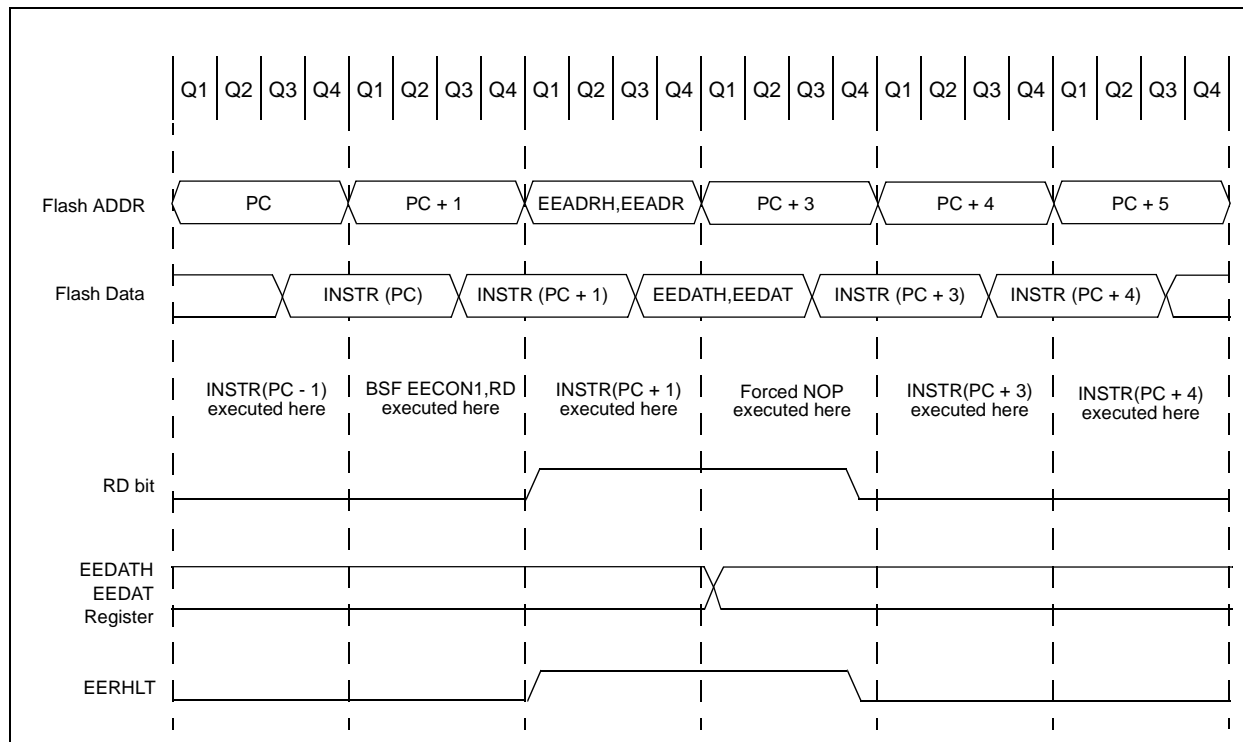 Q1 Q2 Q3 Q4 Q1 Q2 Q3 Q4 Q1 Q2 Q3 Q4 Q1 Q2 Q3 Q4 Q1 Q2 Q3 Q4 Q1 Q2 Q3 Q4
Flash ADDR PC PC + 1 EEADRH,EEADR PC + 3 PC + 4 PC + 5
Flash Data INSTR (PC) INSTR (PC + 1) EEDATH,EEDAT INSTR (PC + 3) INSTR (PC + 4)
INSTR(PC - 1) BSF EECON1,RD INSTR(PC + 1) Forced NOP INSTR(PC + 3) INSTR(PC + 4)
executed here executed here executed here executed here executed here executed here
RD bit
EEDATH
EEDAT
Register
EERHLT